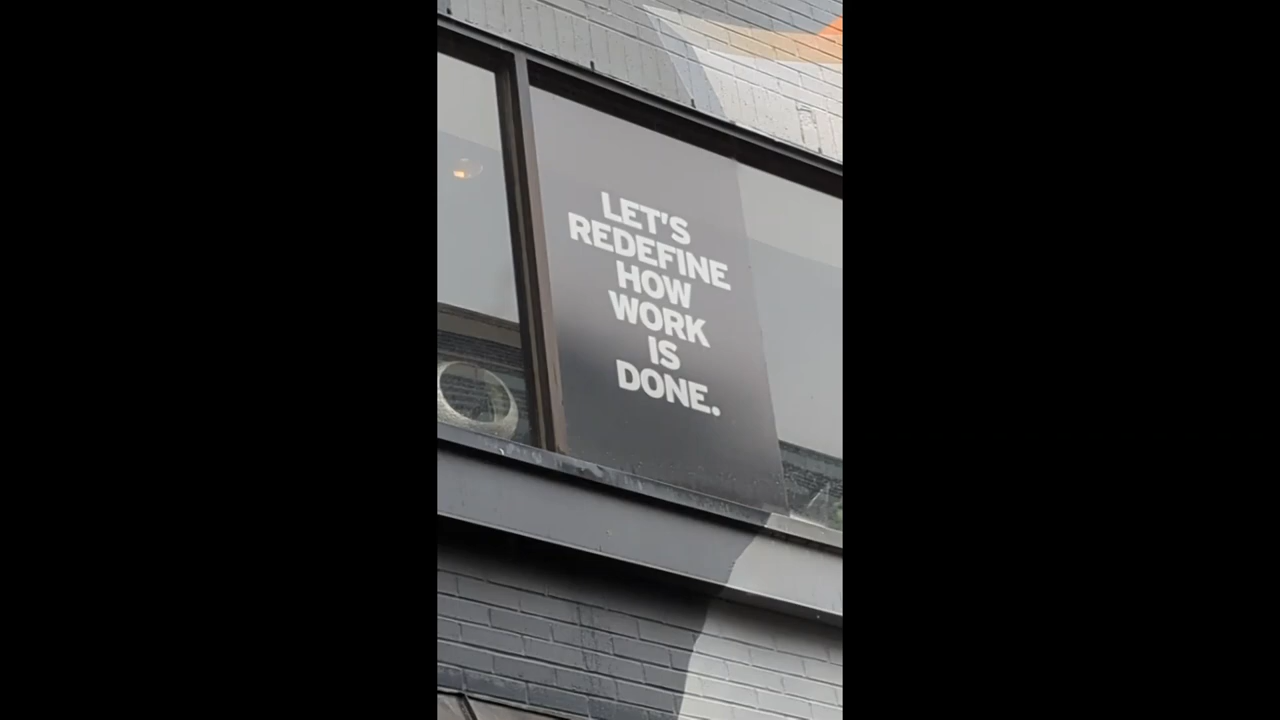 LET'S
REDEFINE
HOW
WORK
IS
DONE.